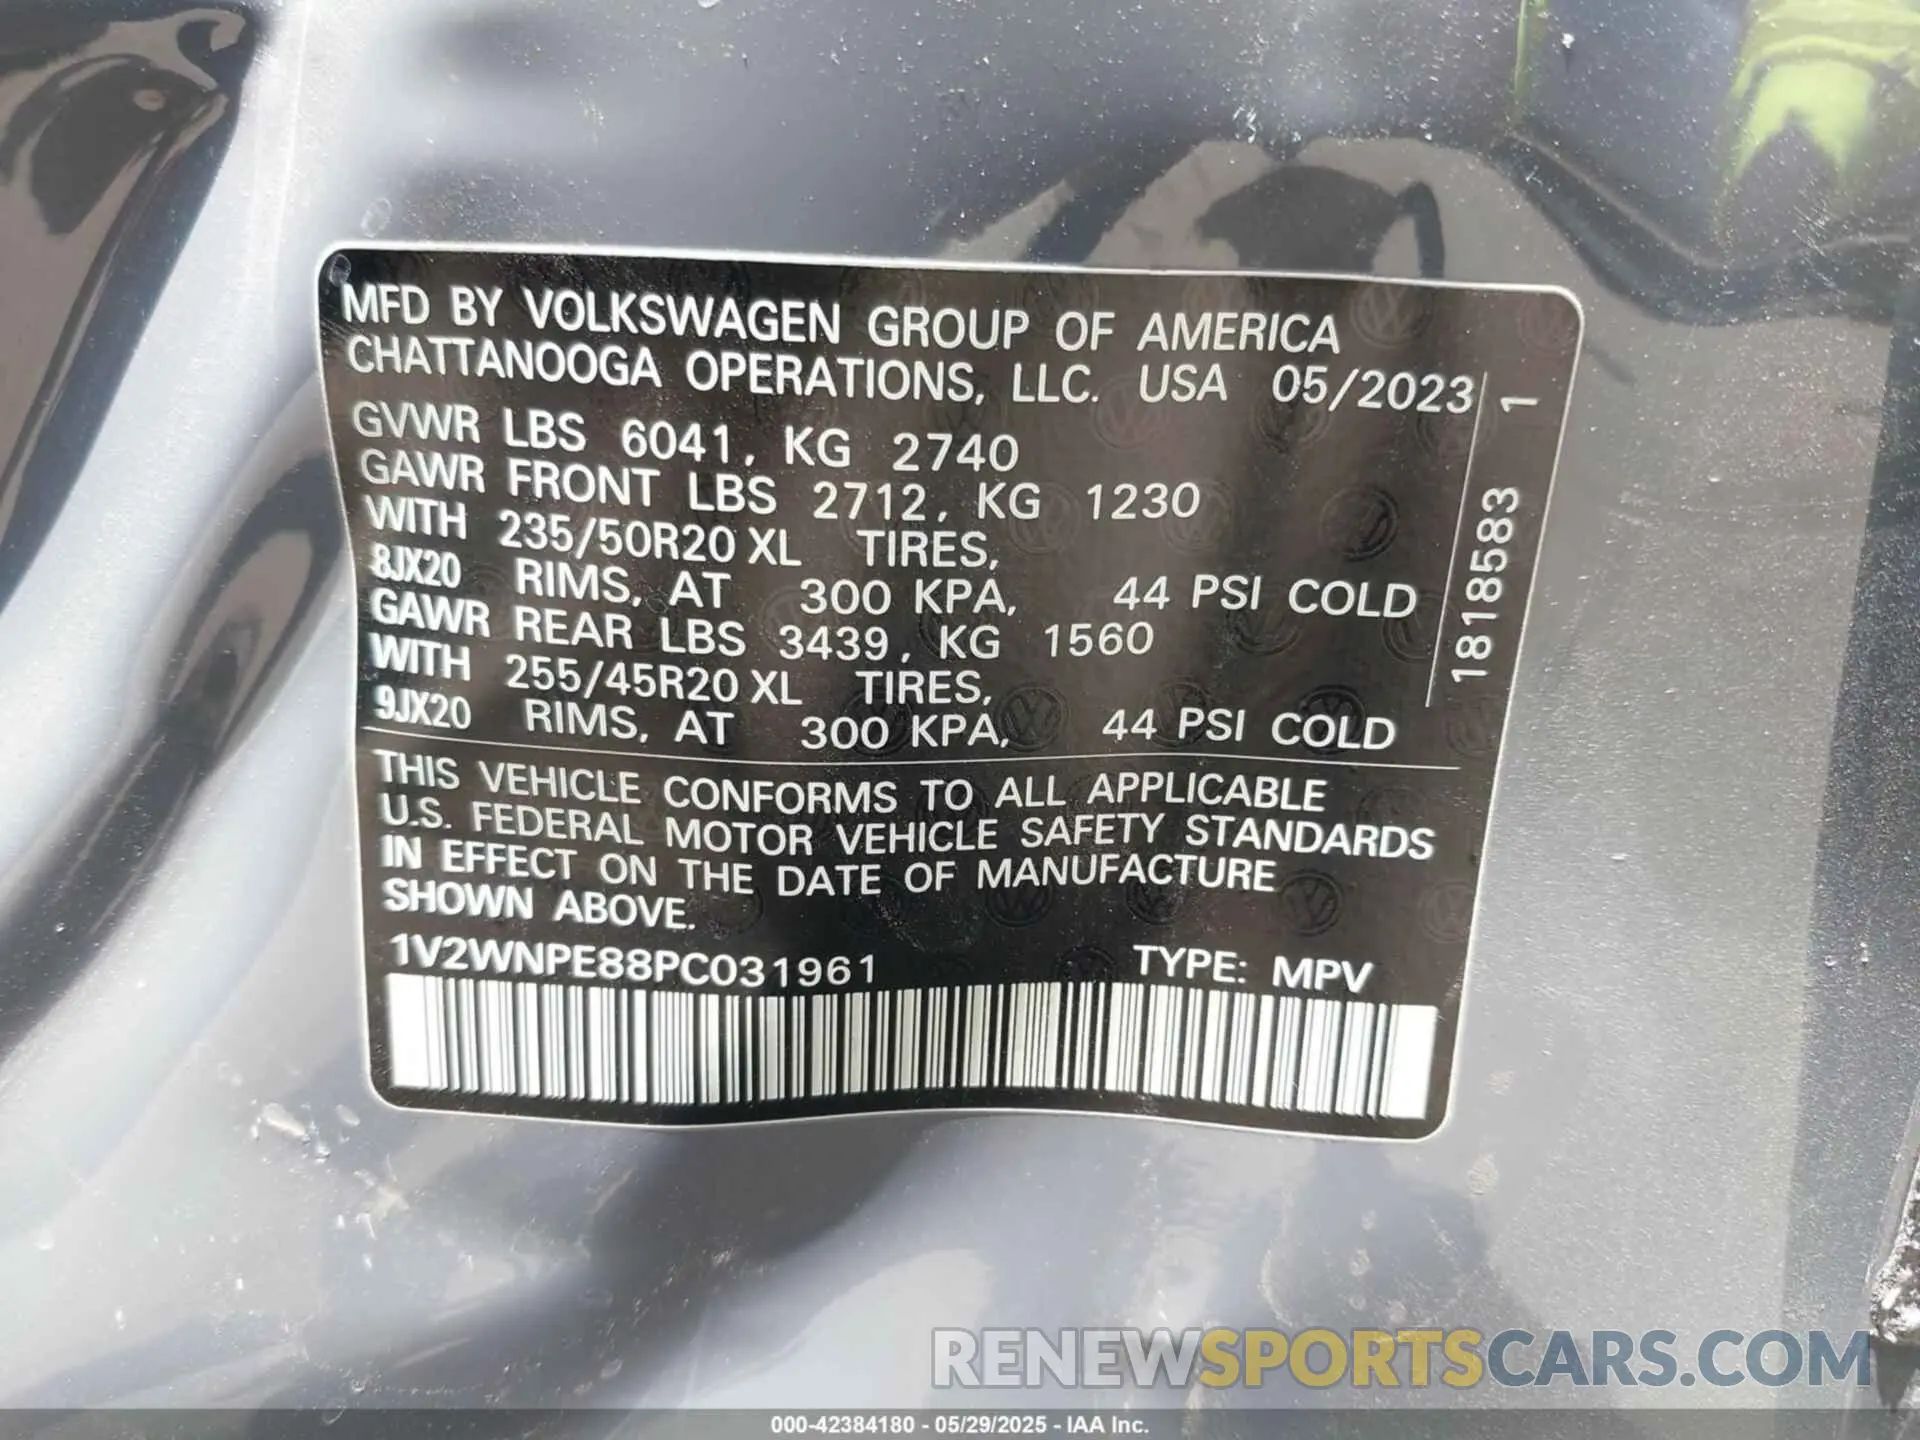 MFD BY VOLKSWAGEN GROUP OF AMERICA
CHATTANOOGA OPERATIONS, LLC. USA 05/2023
GVWR LBS 6041, KG 2740
GAWR FRONT LBS 2712, KG 1230
WITH 235/50R20 XL TIRES,
8JX20 RIMS, AT 300 KPA, 44 PSI COLD
GAWR REAR LBS 3439, KG 1560
WITH 255/45R20 XL TIRES,
9JX20 RIMS, AT 300 KPA, 44 PSI COLD
1818583 1
THIS VEHICLE CONFORMS TO ALL APPLICABLE
U.S. FEDERAL MOTOR VEHICLE SAFETY STANDARDS
IN EFFECT ON THE DATE OF MANUFACTURE
SHOWN ABOVE.
1V2WNPE88PC031961 TYPE: MPV
RENEWSPORTSCARS.COM
000-42384180 - 05/29/2025 - IAA Inc.